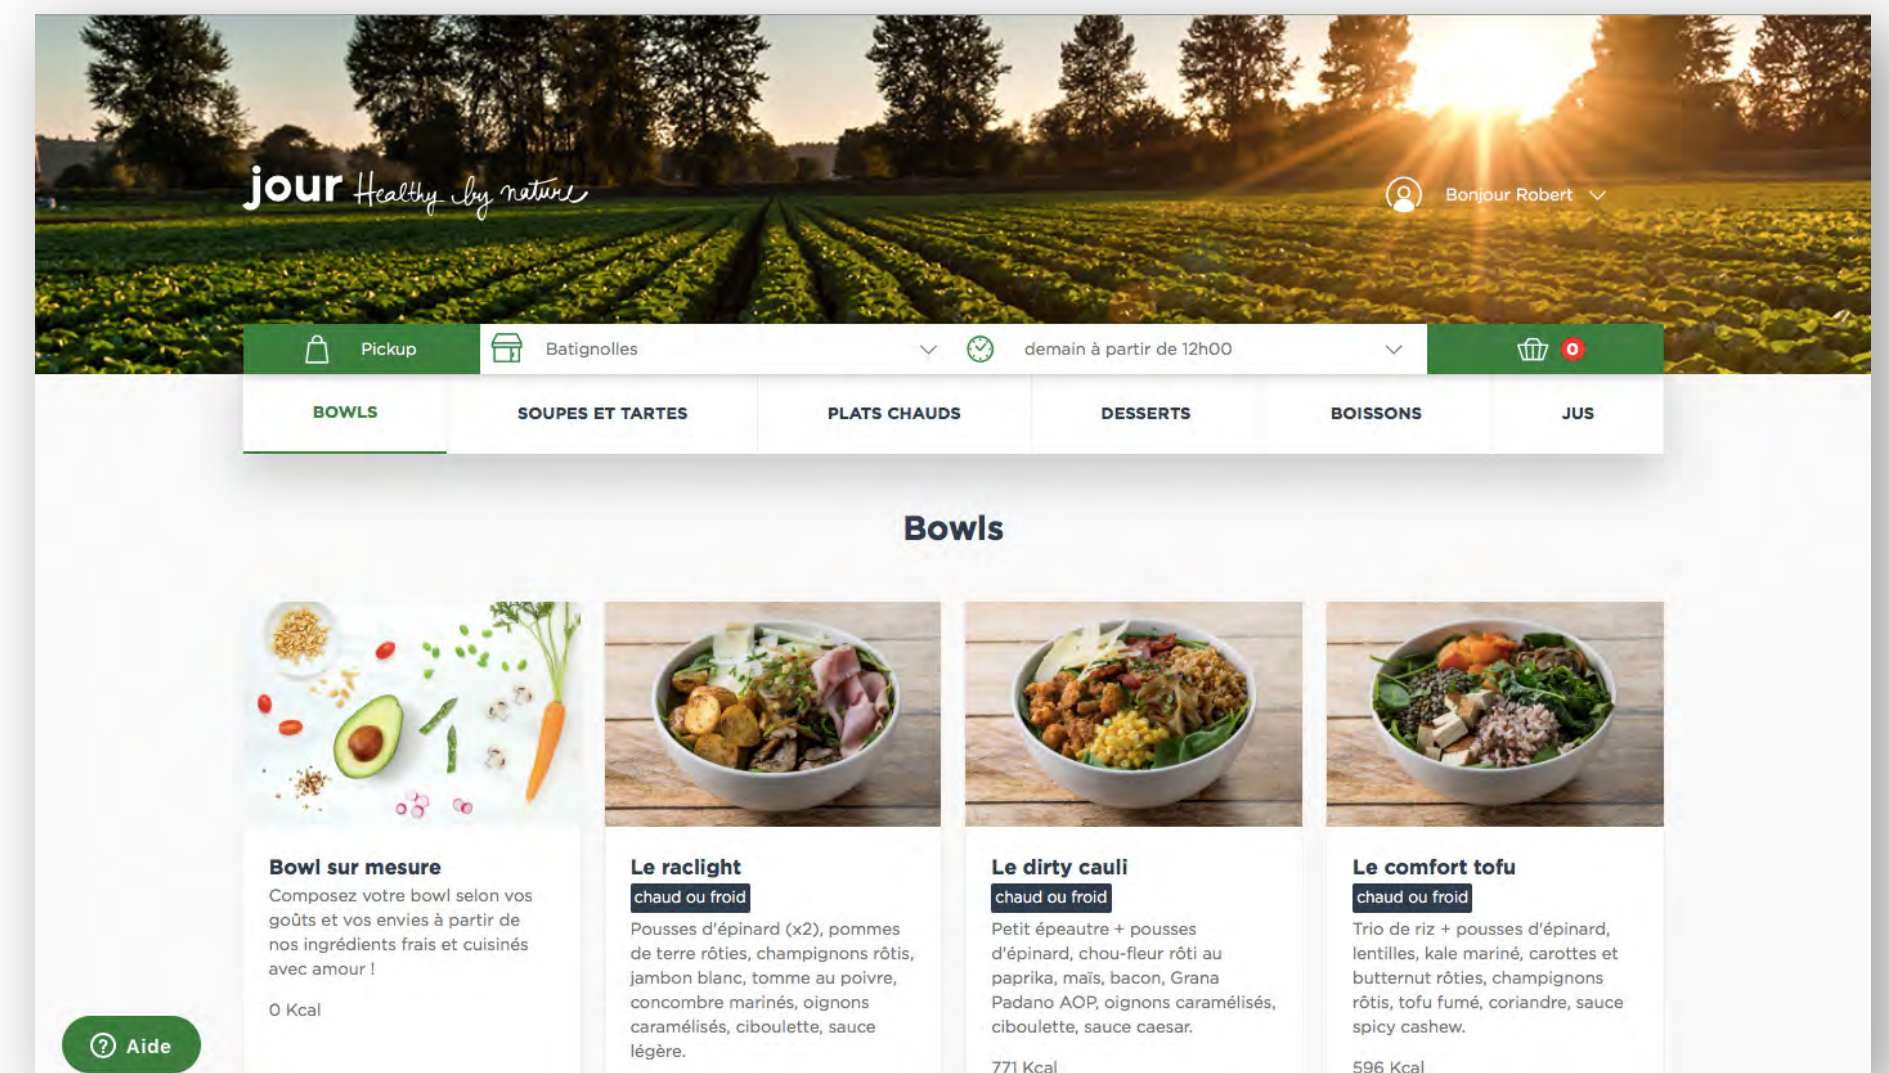 jour Healthy by nature
Bonjour Robert
Pickup
Batignolles
demain à partir de 12h00
0
BOWLS
SOUPES ET TARTES
PLATS CHAUDS
DESSERTS
BOISSONS
JUS
Bowls
Bowl sur mesure
Composez votre bowl selon vos
goûts et vos envies à partir de
nos ingrédients frais et cuisinés
avec amour !
0 Kcal
Le raclight
chaud ou froid
Pousses d'épinard (x2), pommes
de terre rôties, champignons rôtis,
jambon blanc, tomme au poivre,
concombre marinés, oignons
caramélisés, ciboulette, sauce
légère.
Le dirty cauli
chaud ou froid
Petit épeautre + pousses
d'épinard, chou-fleur rôti au
paprika, maïs, bacon, Grana
Padano AOP, oignons caramélisés,
ciboulette, sauce caesar.
771 Kcal
Le comfort tofu
chaud ou froid
Trio de riz + pousses d'épinard,
lentilles, kale mariné, carottes et
butternut rôties, champignons
rôtis, tofu fumé, coriandre, sauce
spicy cashew.
596 Kcal
? Aide